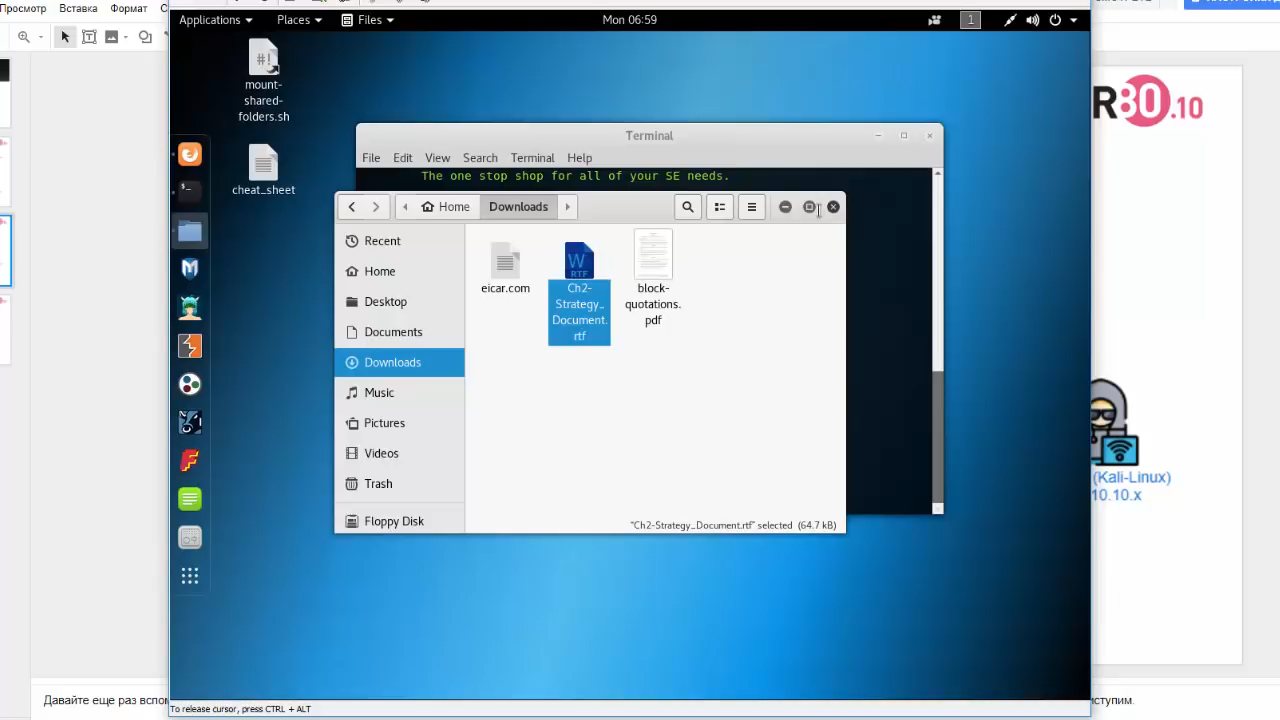 Просмотр
Вставка
Формат
Applications
Places
Files
Mon 06:59
1
mount-
shared-
folders.sh
cheat_sheet
Terminal
File Edit View Search Terminal Help
The one stop shop for all of your SE needs.
Home
Downloads
Recent
Home
Desktop
Documents
Downloads
Music
Pictures
Videos
Trash
Floppy Disk
eicar.com
W
RTF
Ch2-
Strategy_
Document.
rtf
block-
quotations.
pdf
"Ch2-Strategy_Document.rtf" selected (64.7 kB)
R80.10
(Kali-Linux)
10.10.x
Давайте еще раз
To release cursor, press CTRL + ALT